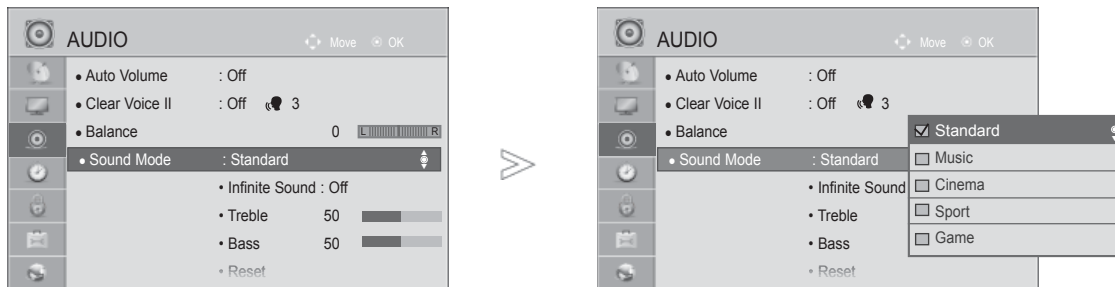 AUDIO
Move OK
• Auto Volume : Off
• Clear Voice II : Off 3
• Balance 0 L R
• Sound Mode : Standard
• Infinite Sound : Off
• Treble 50
• Bass 50
• Reset
AUDIO
Move OK
• Auto Volume : Off
• Clear Voice II : Off 3
• Balance
• Sound Mode : Standard
• Infinite Sound
• Treble
• Bass
• Reset
Standard
Music
Cinema
Sport
Game